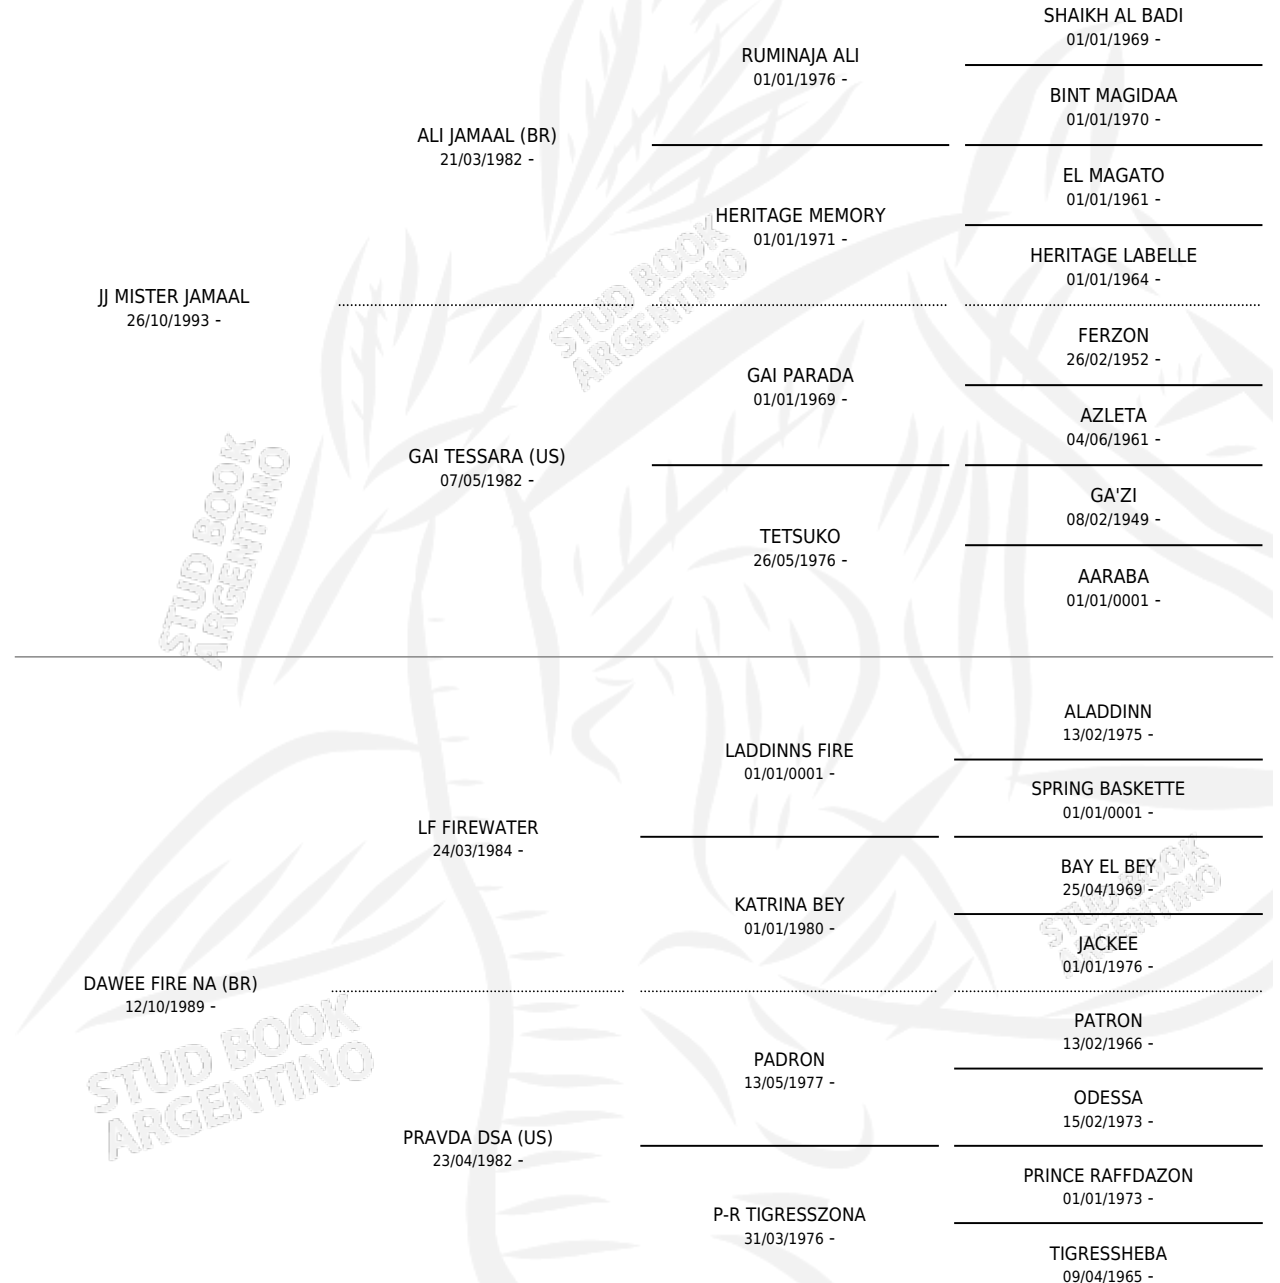 SHAIKH AL BADI
01/01/1969 -
RUMINAJA ALI
01/01/1976 -
BINT MAGIDAA
01/01/1970 -
ALI JAMAAL (BR)
21/03/1982 -
EL MAGATO
01/01/1961 -
HERITAGE MEMORY
01/01/1971 -
HERITAGE LABELLE
01/01/1964 -
JJ MISTER JAMAAL
26/10/1993 -
FERZON
26/02/1952 -
GAI PARADA
01/01/1969 -
AZLETA
04/06/1961 -
GAI TESSARA (US)
07/05/1982 -
GA'ZI
08/02/1949 -
TETSUKO
26/05/1976 -
AARABA
01/01/0001 -
STUD BOOK
ARGENTINO
STUD BOOK
ARGENTINO
ALADDINN
13/02/1975 -
LADDINNS FIRE
01/01/0001 -
SPRING BASKETTE
01/01/0001 -
LF FIREWATER
24/03/1984 -
BAY EL BEY
25/04/1969 -
KATRINA BEY
01/01/1980 -
JACKEE
01/01/1976 -
DAWEE FIRE NA (BR)
12/10/1989 -
PATRON
13/02/1966 -
PADRON
13/05/1977 -
ODESSA
15/02/1973 -
PRAVDA DSA (US)
23/04/1982 -
PRINCE RAFFDAZON
01/01/1973 -
P-R TIGRESSZONA
31/03/1976 -
TIGRESSHEBA
09/04/1965 -
STUD BOOK
ARGENTINO
STUD BOOK
ARGENTINO